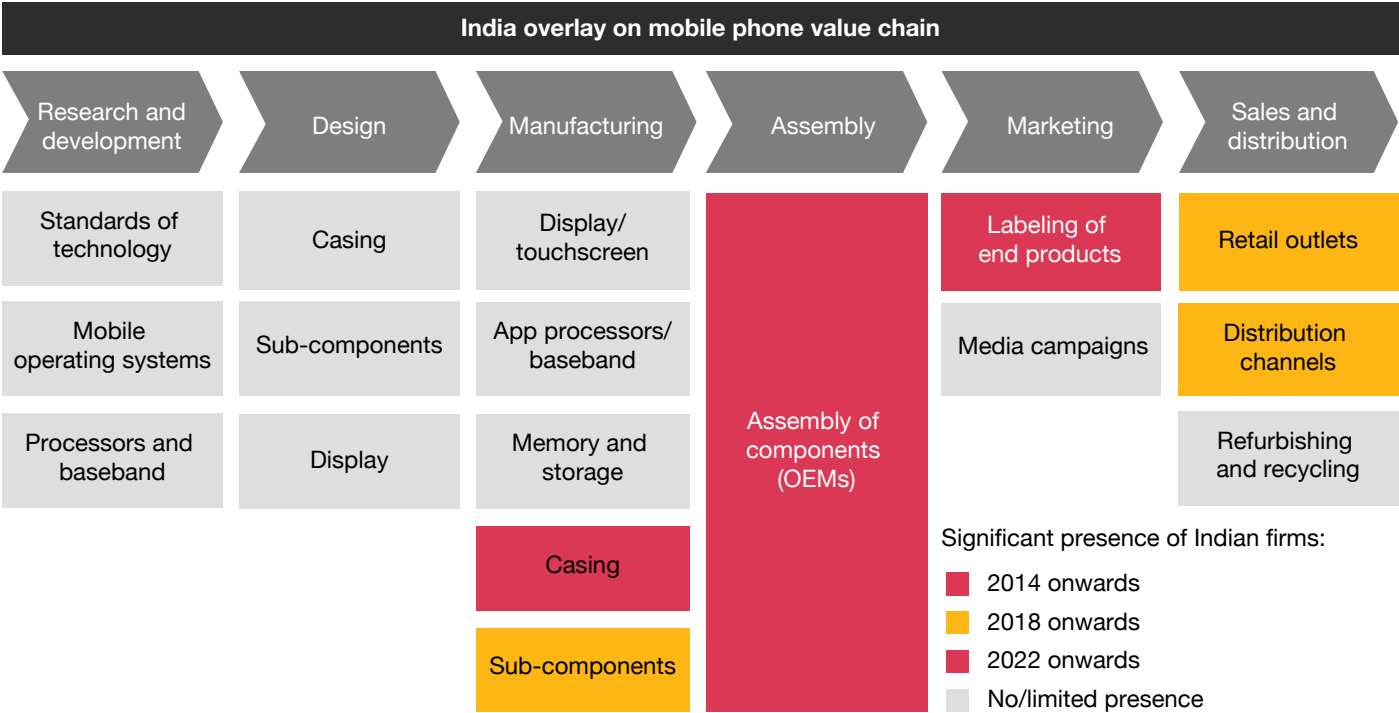 India overlay on mobile phone value chain
Research and
development
Design
Manufacturing
Assembly
Marketing
Sales and
distribution
Standards of
technology
Mobile
operating systems
Processors and
baseband
Casing
Sub-components
Display
Display/
touchscreen
App processors/
baseband
Memory and
storage
Casing
Sub-components
Assembly of
components
(OEMs)
Labeling of
end products
Media campaigns
Retail outlets
Distribution
channels
Refurbishing
and recycling
Significant presence of Indian firms:
2014 onwards
2018 onwards
2022 onwards
No/limited presence